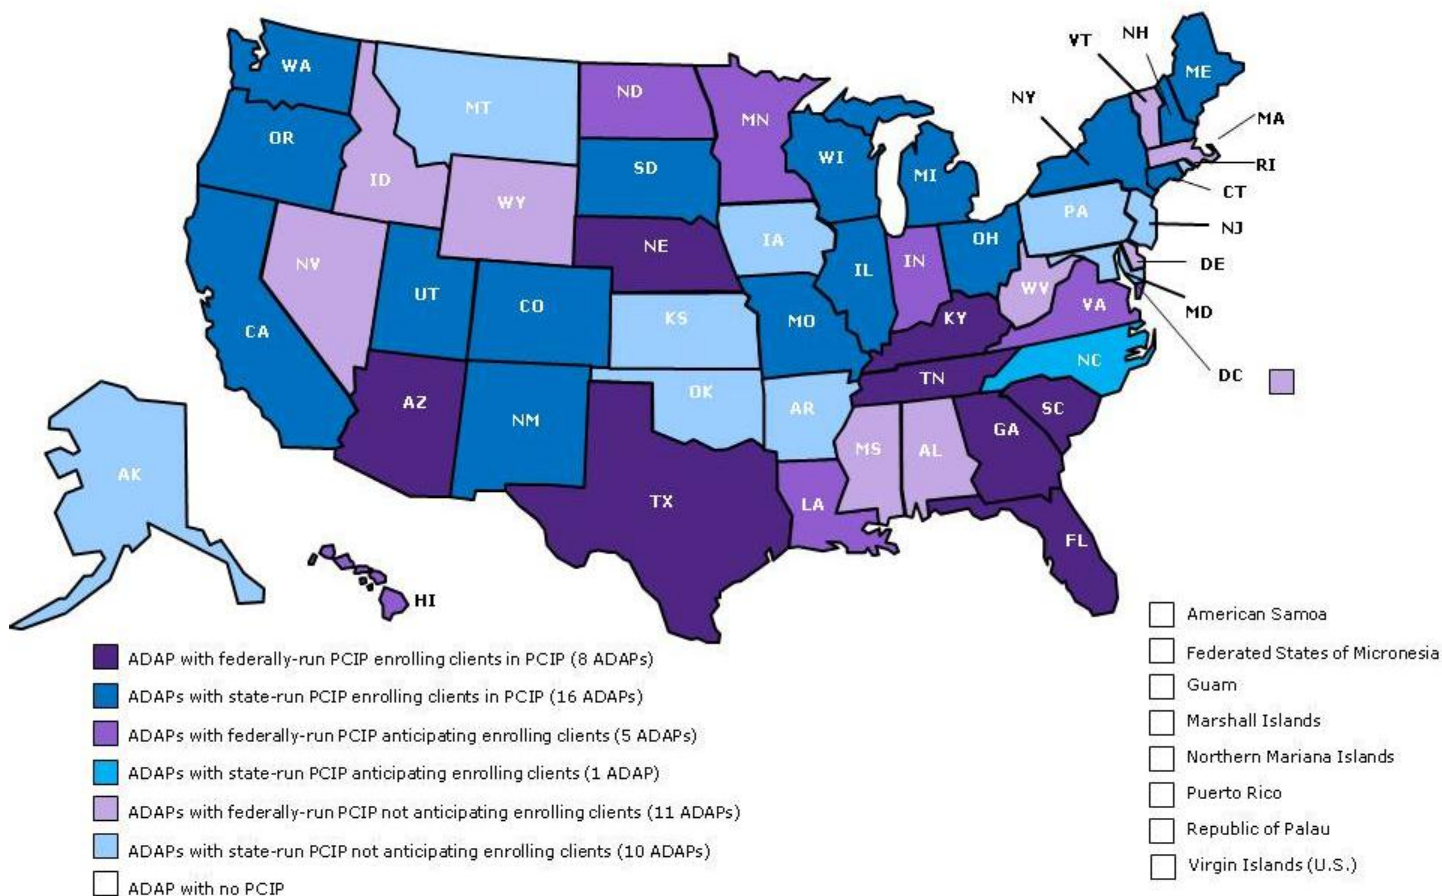 VT
NH
ME
WA
MT
ND
MN
NY
MA
OR
ID
SD
WI
MI
RI
WY
CT
PA
NJ
NE
IA
OH
NV
IL
IN
DE
UT
CO
WV
VA
MD
CA
KS
MO
KY
NC
DC
AZ
NM
OK
AR
TN
SC
GA
MS
AL
AK
TX
LA
FL
HI
ADAP with federally-run PCIP enrolling clients in PCIP (8 ADAPs)
ADAPs with state-run PCIP enrolling clients in PCIP (16 ADAPs)
ADAPs with federally-run PCIP anticipating enrolling clients (5 ADAPs)
ADAPs with state-run PCIP anticipating enrolling clients (1 ADAP)
ADAPs with federally-run PCIP not anticipating enrolling clients (11 ADAPs)
ADAPs with state-run PCIP not anticipating enrolling clients (10 ADAPs)
ADAP with no PCIP
American Samoa
Federated States of Micronesia
Guam
Marshall Islands
Northern Mariana Islands
Puerto Rico
Republic of Palau
Virgin Islands (U.S.)